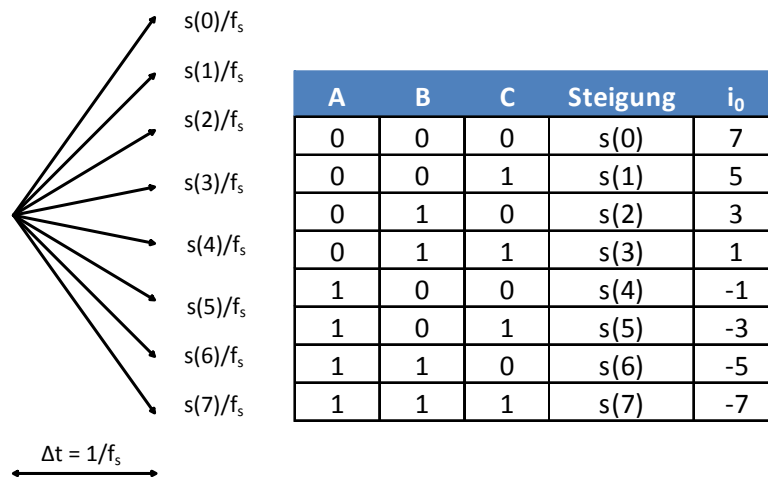 s(0)/fₛ
s(1)/fₛ
s(2)/fₛ
s(3)/fₛ
s(4)/fₛ
s(5)/fₛ
s(6)/fₛ
s(7)/fₛ
Δt = 1/fₛ
A B C Steigung i₀
0 0 0 s(0) 7
0 0 1 s(1) 5
0 1 0 s(2) 3
0 1 1 s(3) 1
1 0 0 s(4) -1
1 0 1 s(5) -3
1 1 0 s(6) -5
1 1 1 s(7) -7